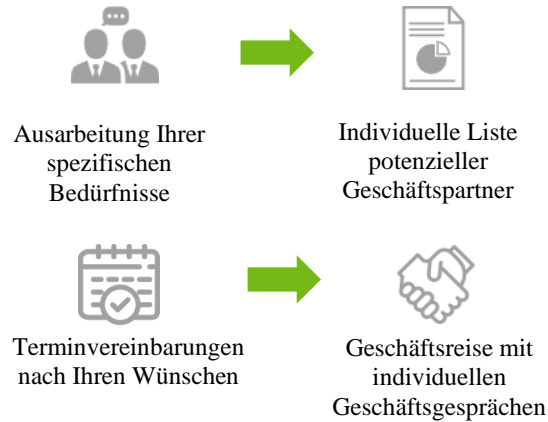 Ausarbeitung Ihrer
spezifischen
Bedürfnisse
Individuelle Liste
potenzieller
Geschäftspartner
Terminvereinbarungen
nach Ihren Wünschen
Geschäftsreise mit
individuellen
Geschäftsgesprächen